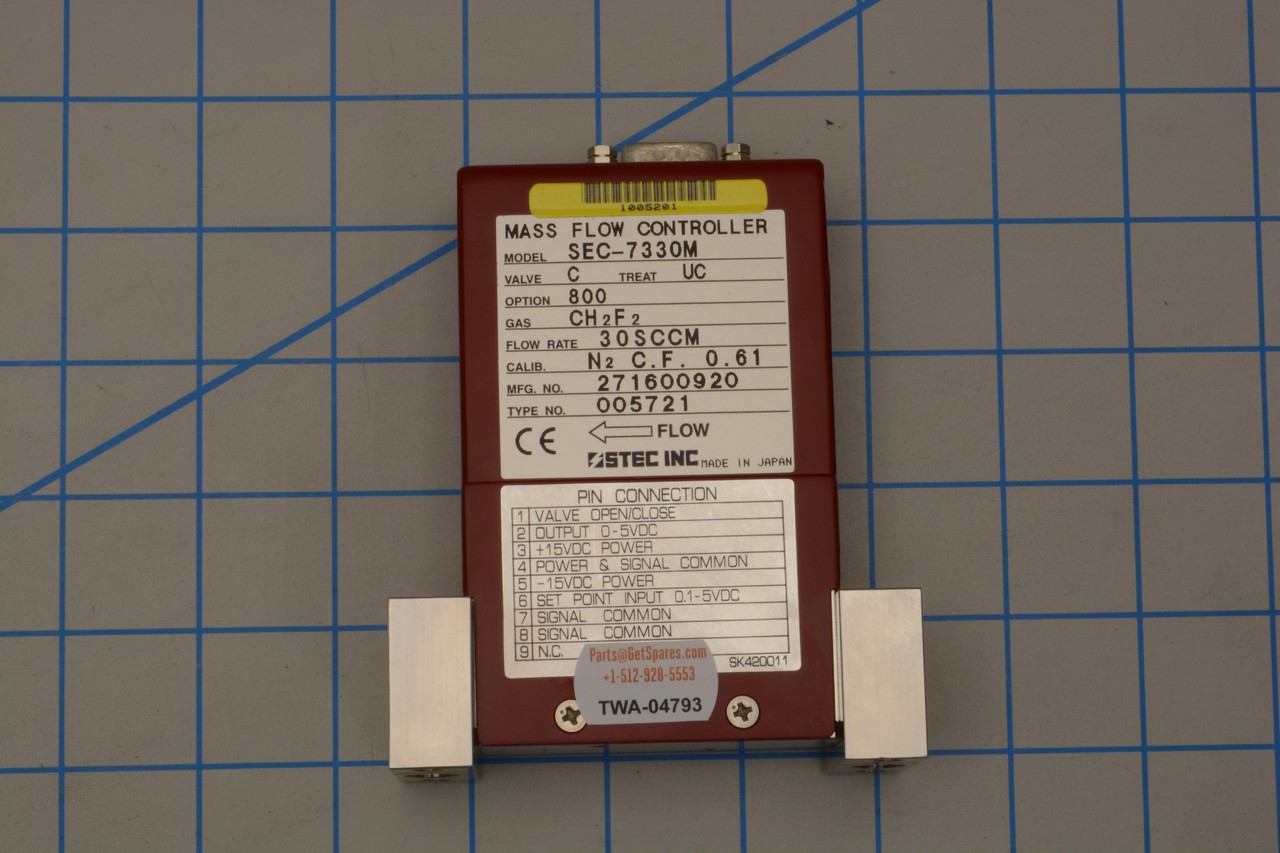 1005201
MASS FLOW CONTROLLER
MODEL SEC-7330M
VALVE C TREAT UC
OPTION 800
GAS CH₂F₂
FLOW RATE 30SCCM
CALIB. N₂ C.F. 0.61
MFG. NO. 271600920
TYPE NO. 005721
CE FLOW
STEC INC MADE IN JAPAN
PIN CONNECTION
1 VALVE OPEN/CLOSE
2 OUTPUT 0-5VDC
3 +15VDC POWER
4 POWER & SIGNAL COMMON
5 -15VDC POWER
6 SET POINT INPUT 0.1-5VDC
7 SIGNAL COMMON
8 SIGNAL COMMON
9 N.C.
SK420011
Parts@GetSpares.com
+1-512-928-5553
TWA-04793